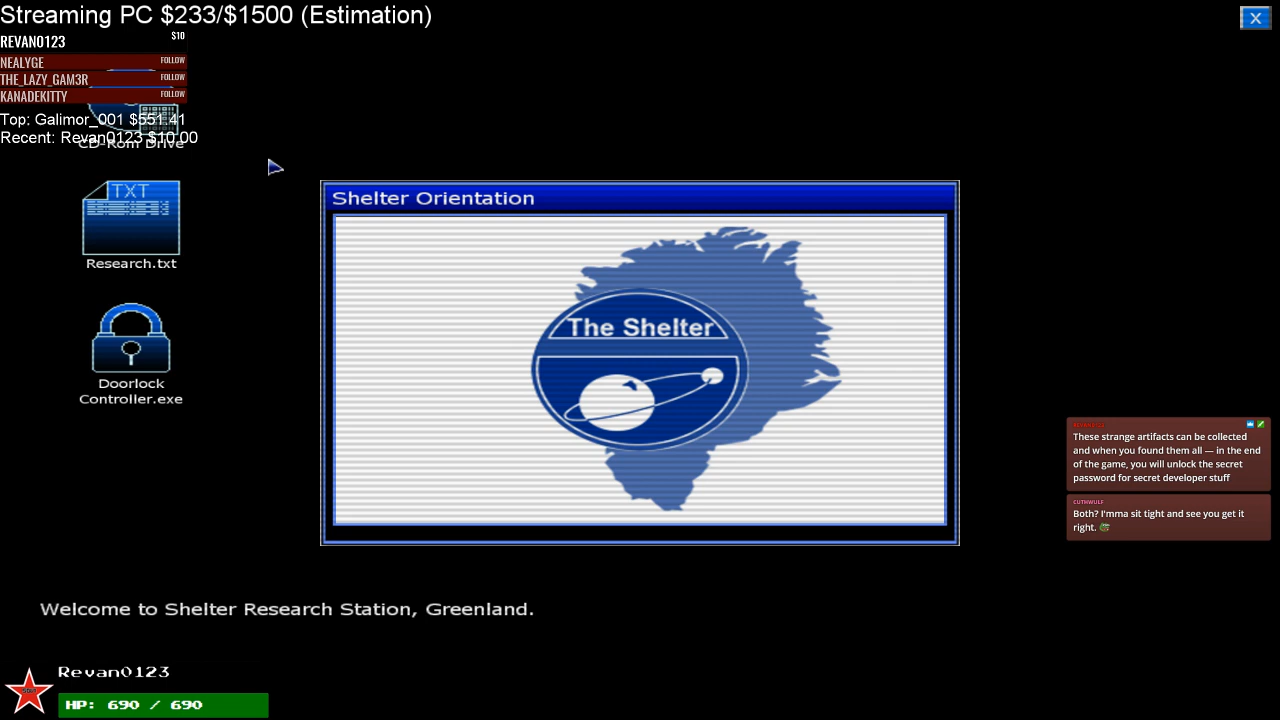 Streaming PC $233/$1500 (Estimation)
X
REVAN0123 $10
NEALYGE FOLLOW
THE_LAZY_GAM3R FOLLOW
KANADEKITTY FOLLOW
Top: Galimor_001 $551.41
Recent: Revan0123 $10.00
CD-Rom Drive
TXT
Research.txt
Doorlock
Controller.exe
Shelter Orientation
The Shelter
REVAN0123
These strange artifacts can be collected
and when you found them all — in the end
of the game, you will unlock the secret
password for secret developer stuff
CUTHWULF
Both? I'mma sit tight and see you get it
right.
Welcome to Shelter Research Station, Greenland.
Revan0123
HP: 690 / 690